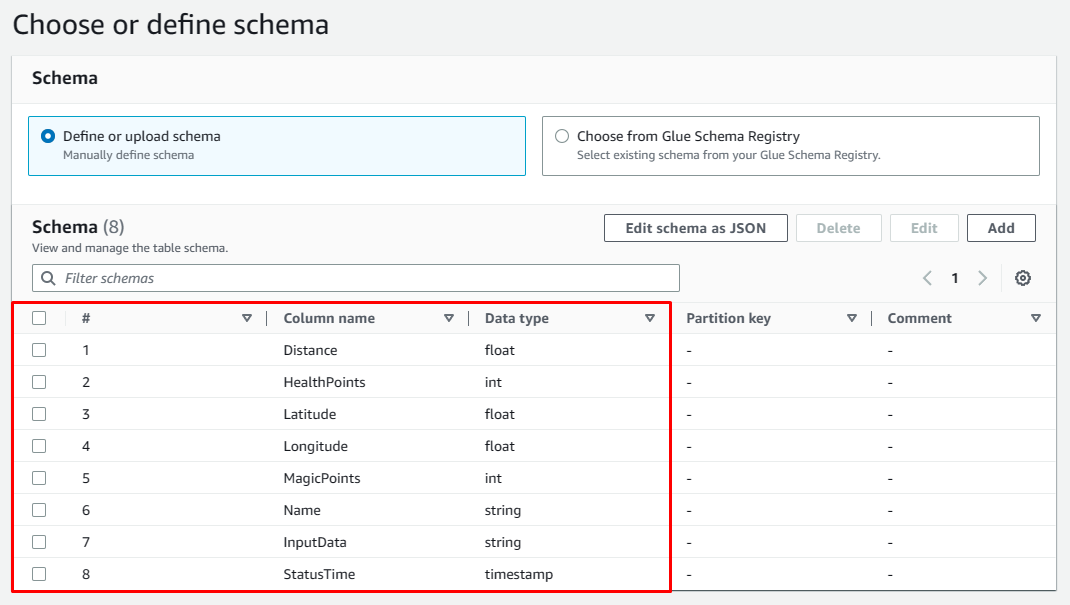 Choose or define schema
Schema
Define or upload schema
Manually define schema
Choose from Glue Schema Registry
Select existing schema from your Glue Schema Registry.
Schema (8)
View and manage the table schema.
Edit schema as JSON Delete Edit Add
Filter schemas
1
# Column name Data type Partition key Comment
1 Distance float - -
2 HealthPoints int - -
3 Latitude float - -
4 Longitude float - -
5 MagicPoints int - -
6 Name string - -
7 InputData string - -
8 StatusTime timestamp - -